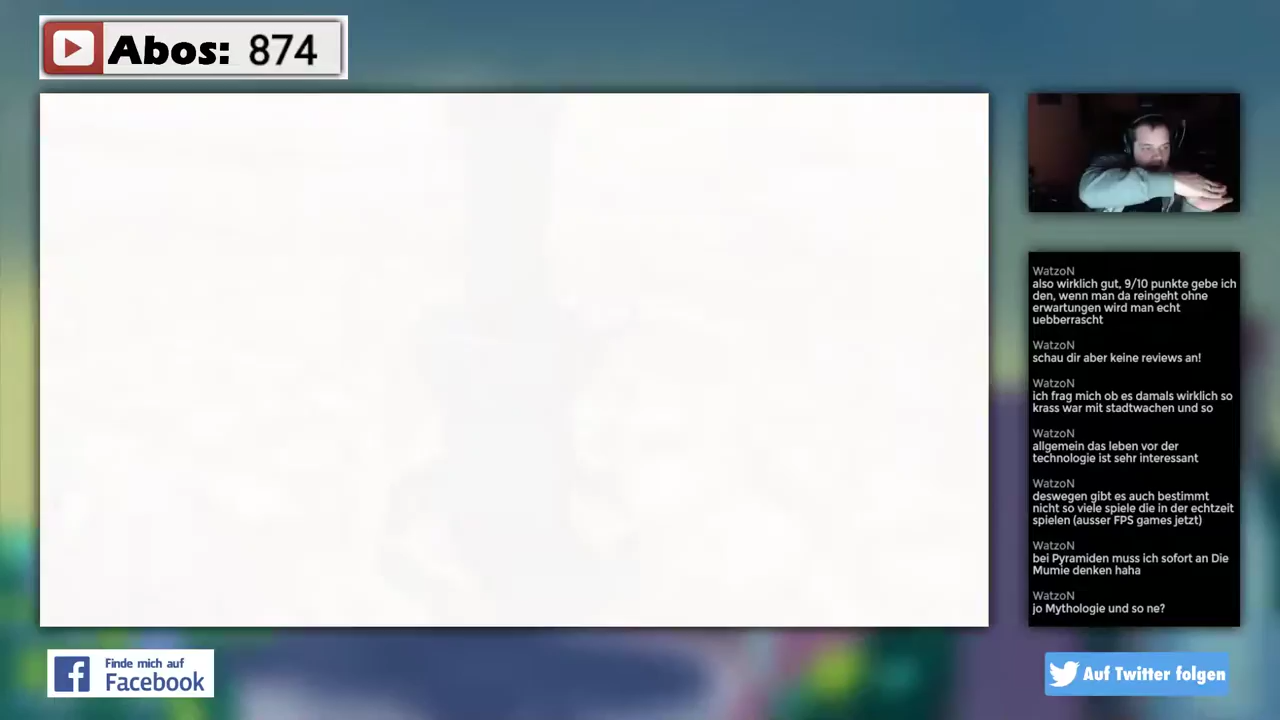 Abos: 874
WatzoN
also wirklich gut, 9/10 punkte gebe ich
den, wenn man da reingeht ohne
erwartungen wird man echt
uebberrascht
WatzoN
schau dir aber keine reviews an!
WatzoN
ich frag mich ob es damals wirklich so
krass war mit stadtwachen und so
WatzoN
allgemein das leben vor der
technologie ist sehr interessant
WatzoN
deswegen gibt es auch bestimmt
nicht so viele spiele die in der echtzeit
spielen (ausser FPS games jetzt)
WatzoN
bei Pyramiden muss ich sofort an Die
Mumie denken haha
WatzoN
jo Mythologie und so ne?
Finde mich auf
Facebook
Auf Twitter folgen